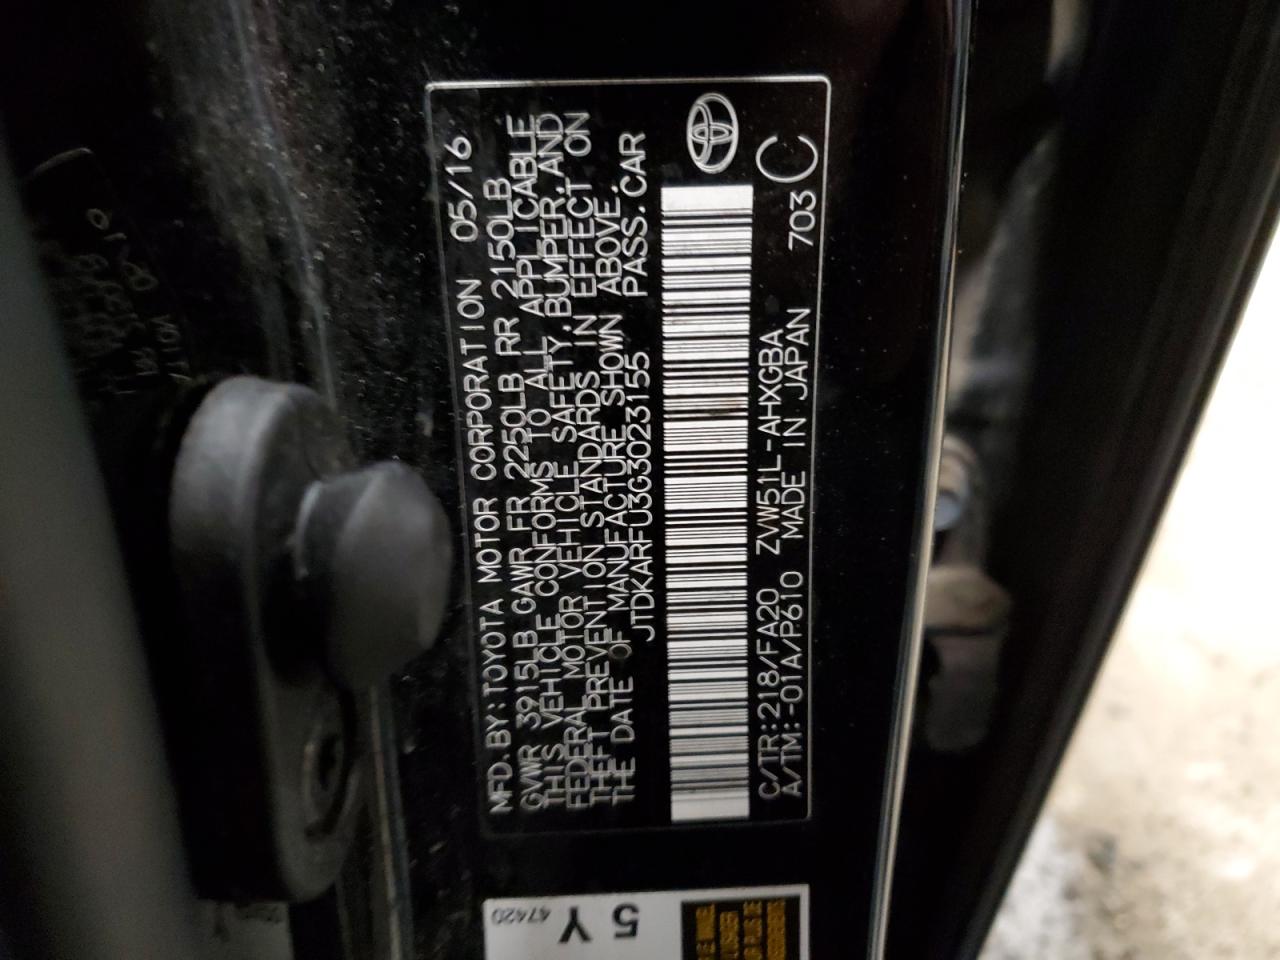 MFD. BY: TOYOTA MOTOR CORPORATION 05/16
GVWR 3915LB GAWR FR 2250LB RR 2150LB
THIS VEHICLE CONFORMS TO ALL APPLICABLE
FEDERAL MOTOR VEHICLE SAFETY, BUMPER, AND
THEFT PREVENTION STANDARDS IN EFFECT ON
THE DATE OF MANUFACTURE SHOWN ABOVE.
JTDKARFU3G3023155 PASS. CAR
C/TR: 218/FA20 ZVW51L-AHXGBA
A/TM: -01A/P610 MADE IN JAPAN 703 C
5 Y
47420